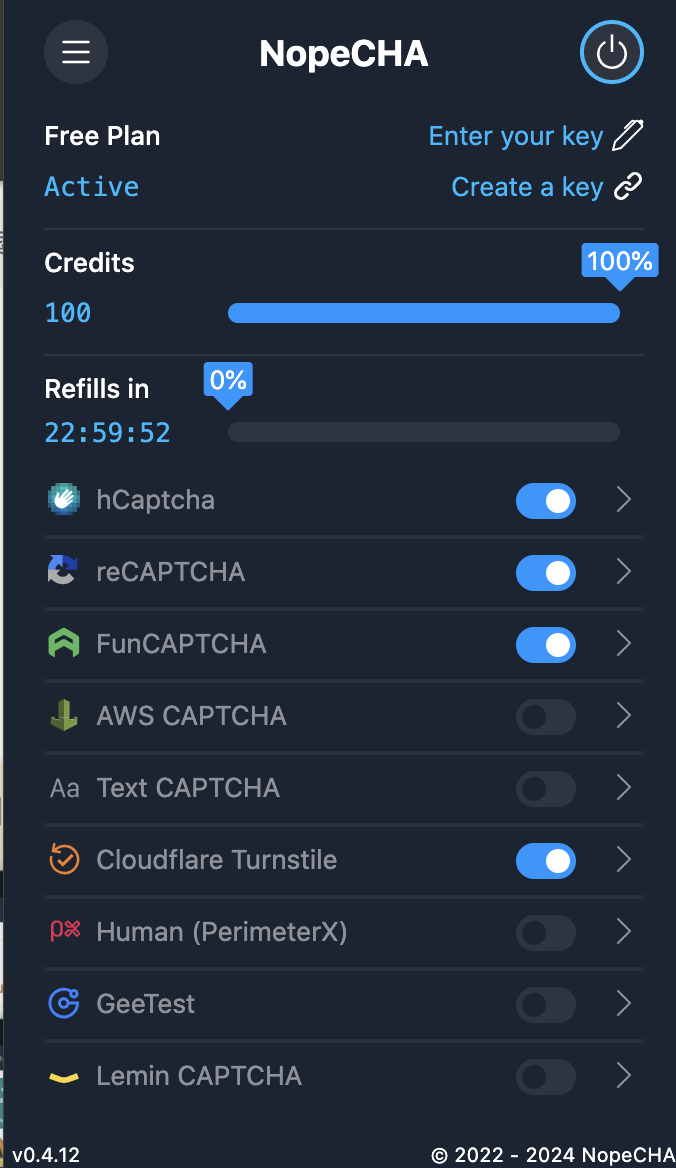 NopeCHA
Free Plan
Enter your key
Active
Create a key
Credits
100%
100
Refills in
0%
22:59:52
hCaptcha
reCAPTCHA
FunCAPTCHA
AWS CAPTCHA
Aa Text CAPTCHA
Cloudflare Turnstile
Human (PerimeterX)
GeeTest
Lemin CAPTCHA
v0.4.12
© 2022 - 2024 NopeCHA